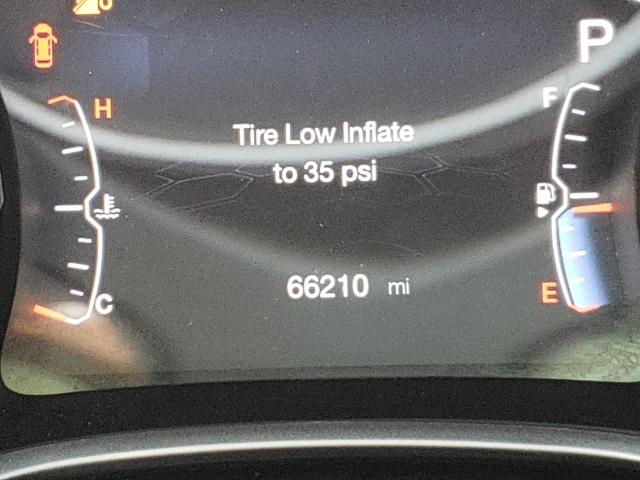 P
H
F
Tire Low Inflate
to 35 psi
66210 mi
C
E